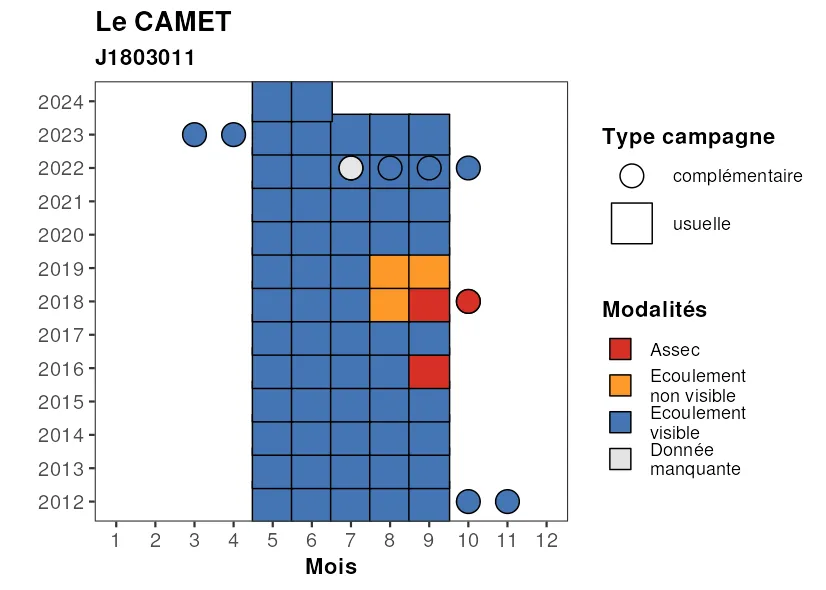 Le CAMET
J1803011
2024
2023
2022
2021
2020
2019
2018
2017
2016
2015
2014
2013
2012
1 2 3 4 5 6 7 8 9 10 11 12
Mois
Type campagne
complémentaire
usuelle
Modalités
Assec
Ecoulement
non visible
Ecoulement
visible
Donnée
manquante